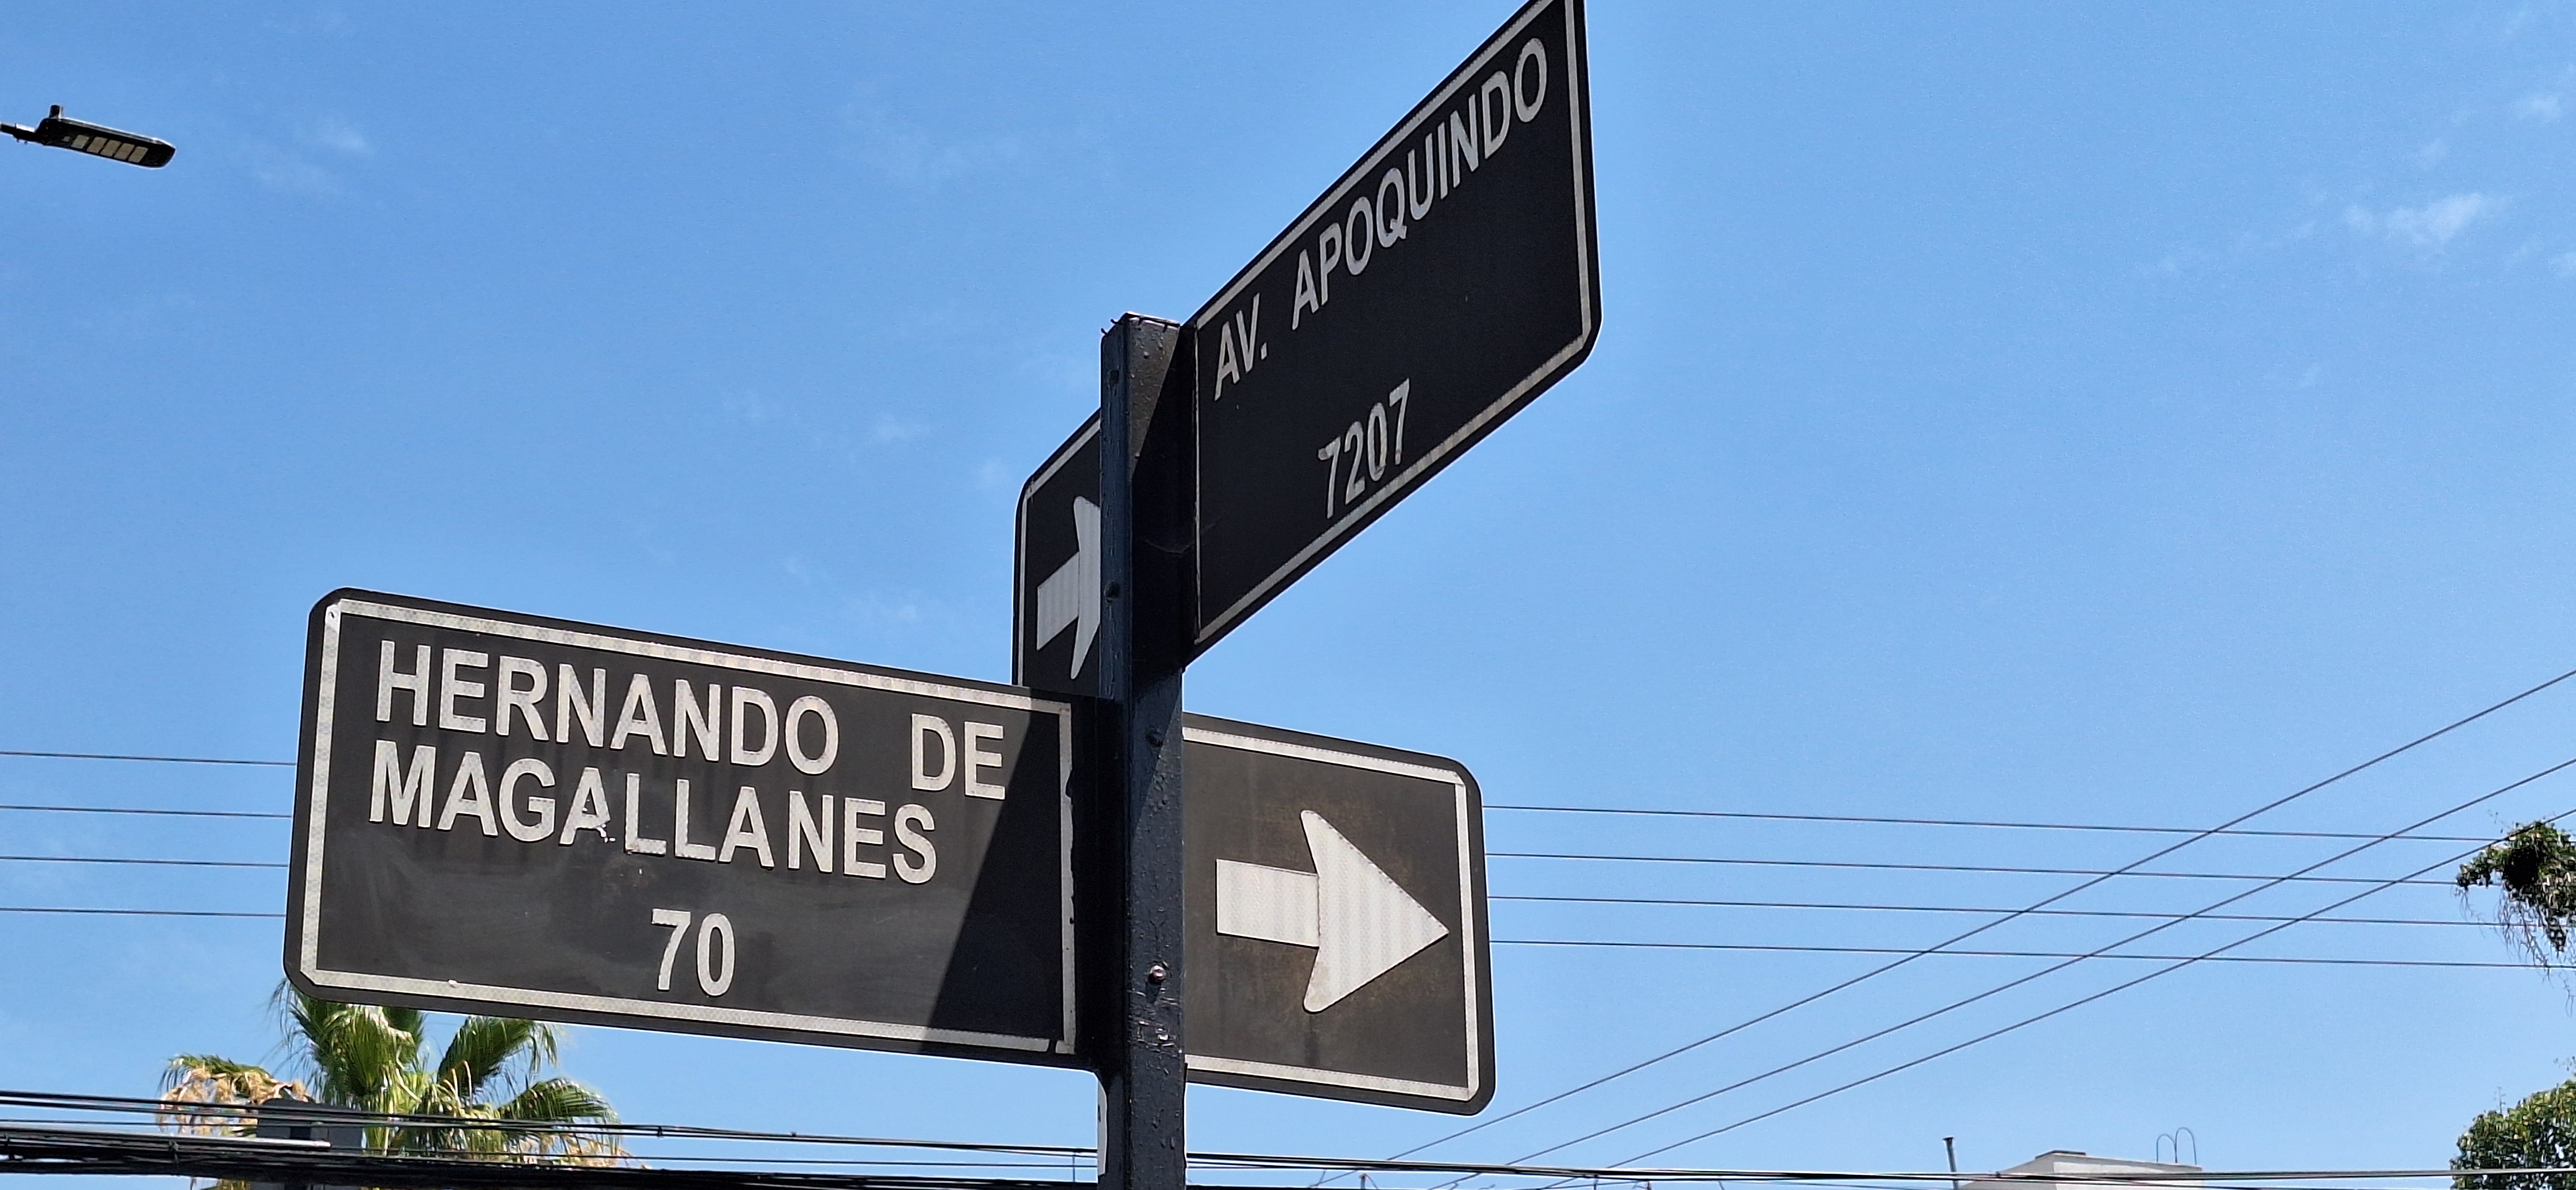 AV. APOQUINDO
7207
HERNANDO DE
MAGALLANES
70